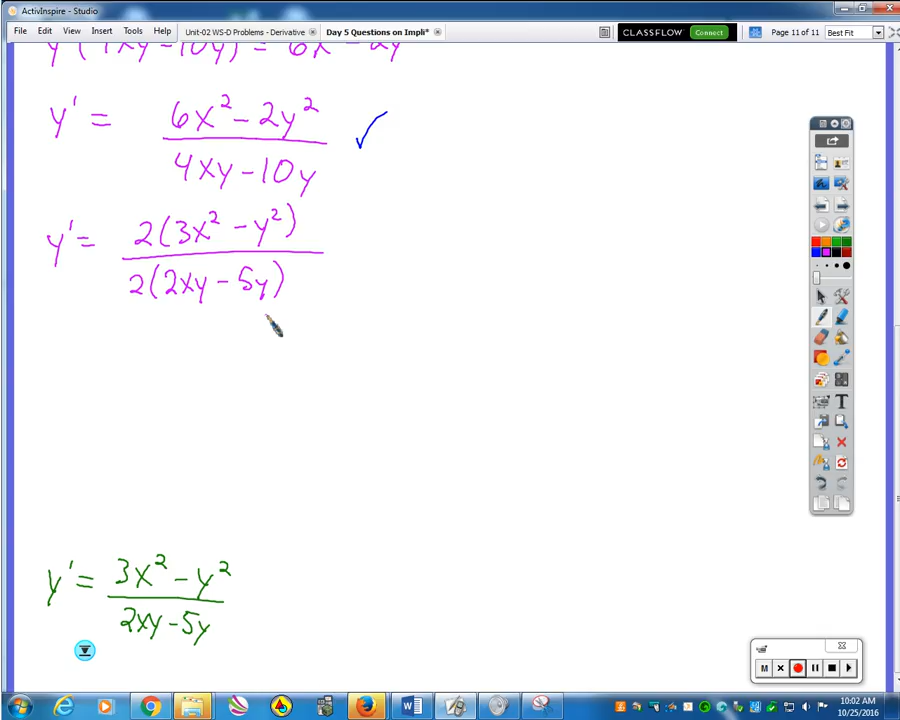 ActivInspire - Studio
File Edit View Insert Tools Help
Unit-02 WS-D Problems - Derivative
Day 5 Questions on Impli*
CLASSFLOW Connect
Page 11 of 11
Best Fit
y' = (6x² - 2y²)/(4xy - 10y) ✓
y' = 2(3x² - y²)/2(2xy - 5y)
y' = (3x² - y²)/(2xy - 5y)
M
10:02 AM
10/25/2016